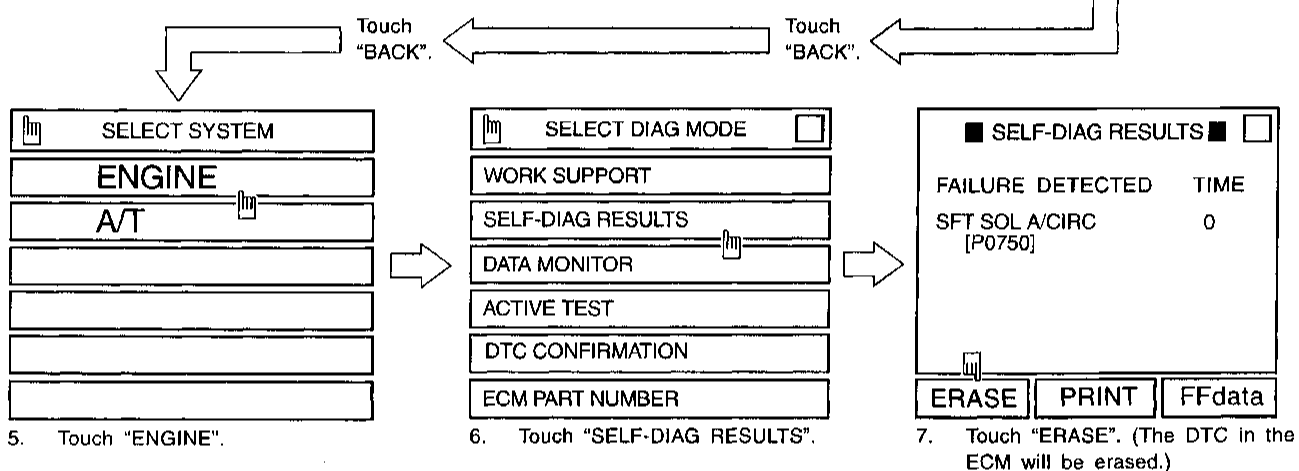 Touch
"BACK".
Touch
"BACK".
SELECT SYSTEM
ENGINE
A/T
5. Touch "ENGINE".
SELECT DIAG MODE
WORK SUPPORT
SELF-DIAG RESULTS
DATA MONITOR
ACTIVE TEST
DTC CONFIRMATION
ECM PART NUMBER
6. Touch "SELF-DIAG RESULTS".
■ SELF-DIAG RESULTS ■
FAILURE DETECTED TIME
SFT SOL A/CIRC 0
[P0750]
ERASE PRINT FFdata
7. Touch "ERASE". (The DTC in the
ECM will be erased.)